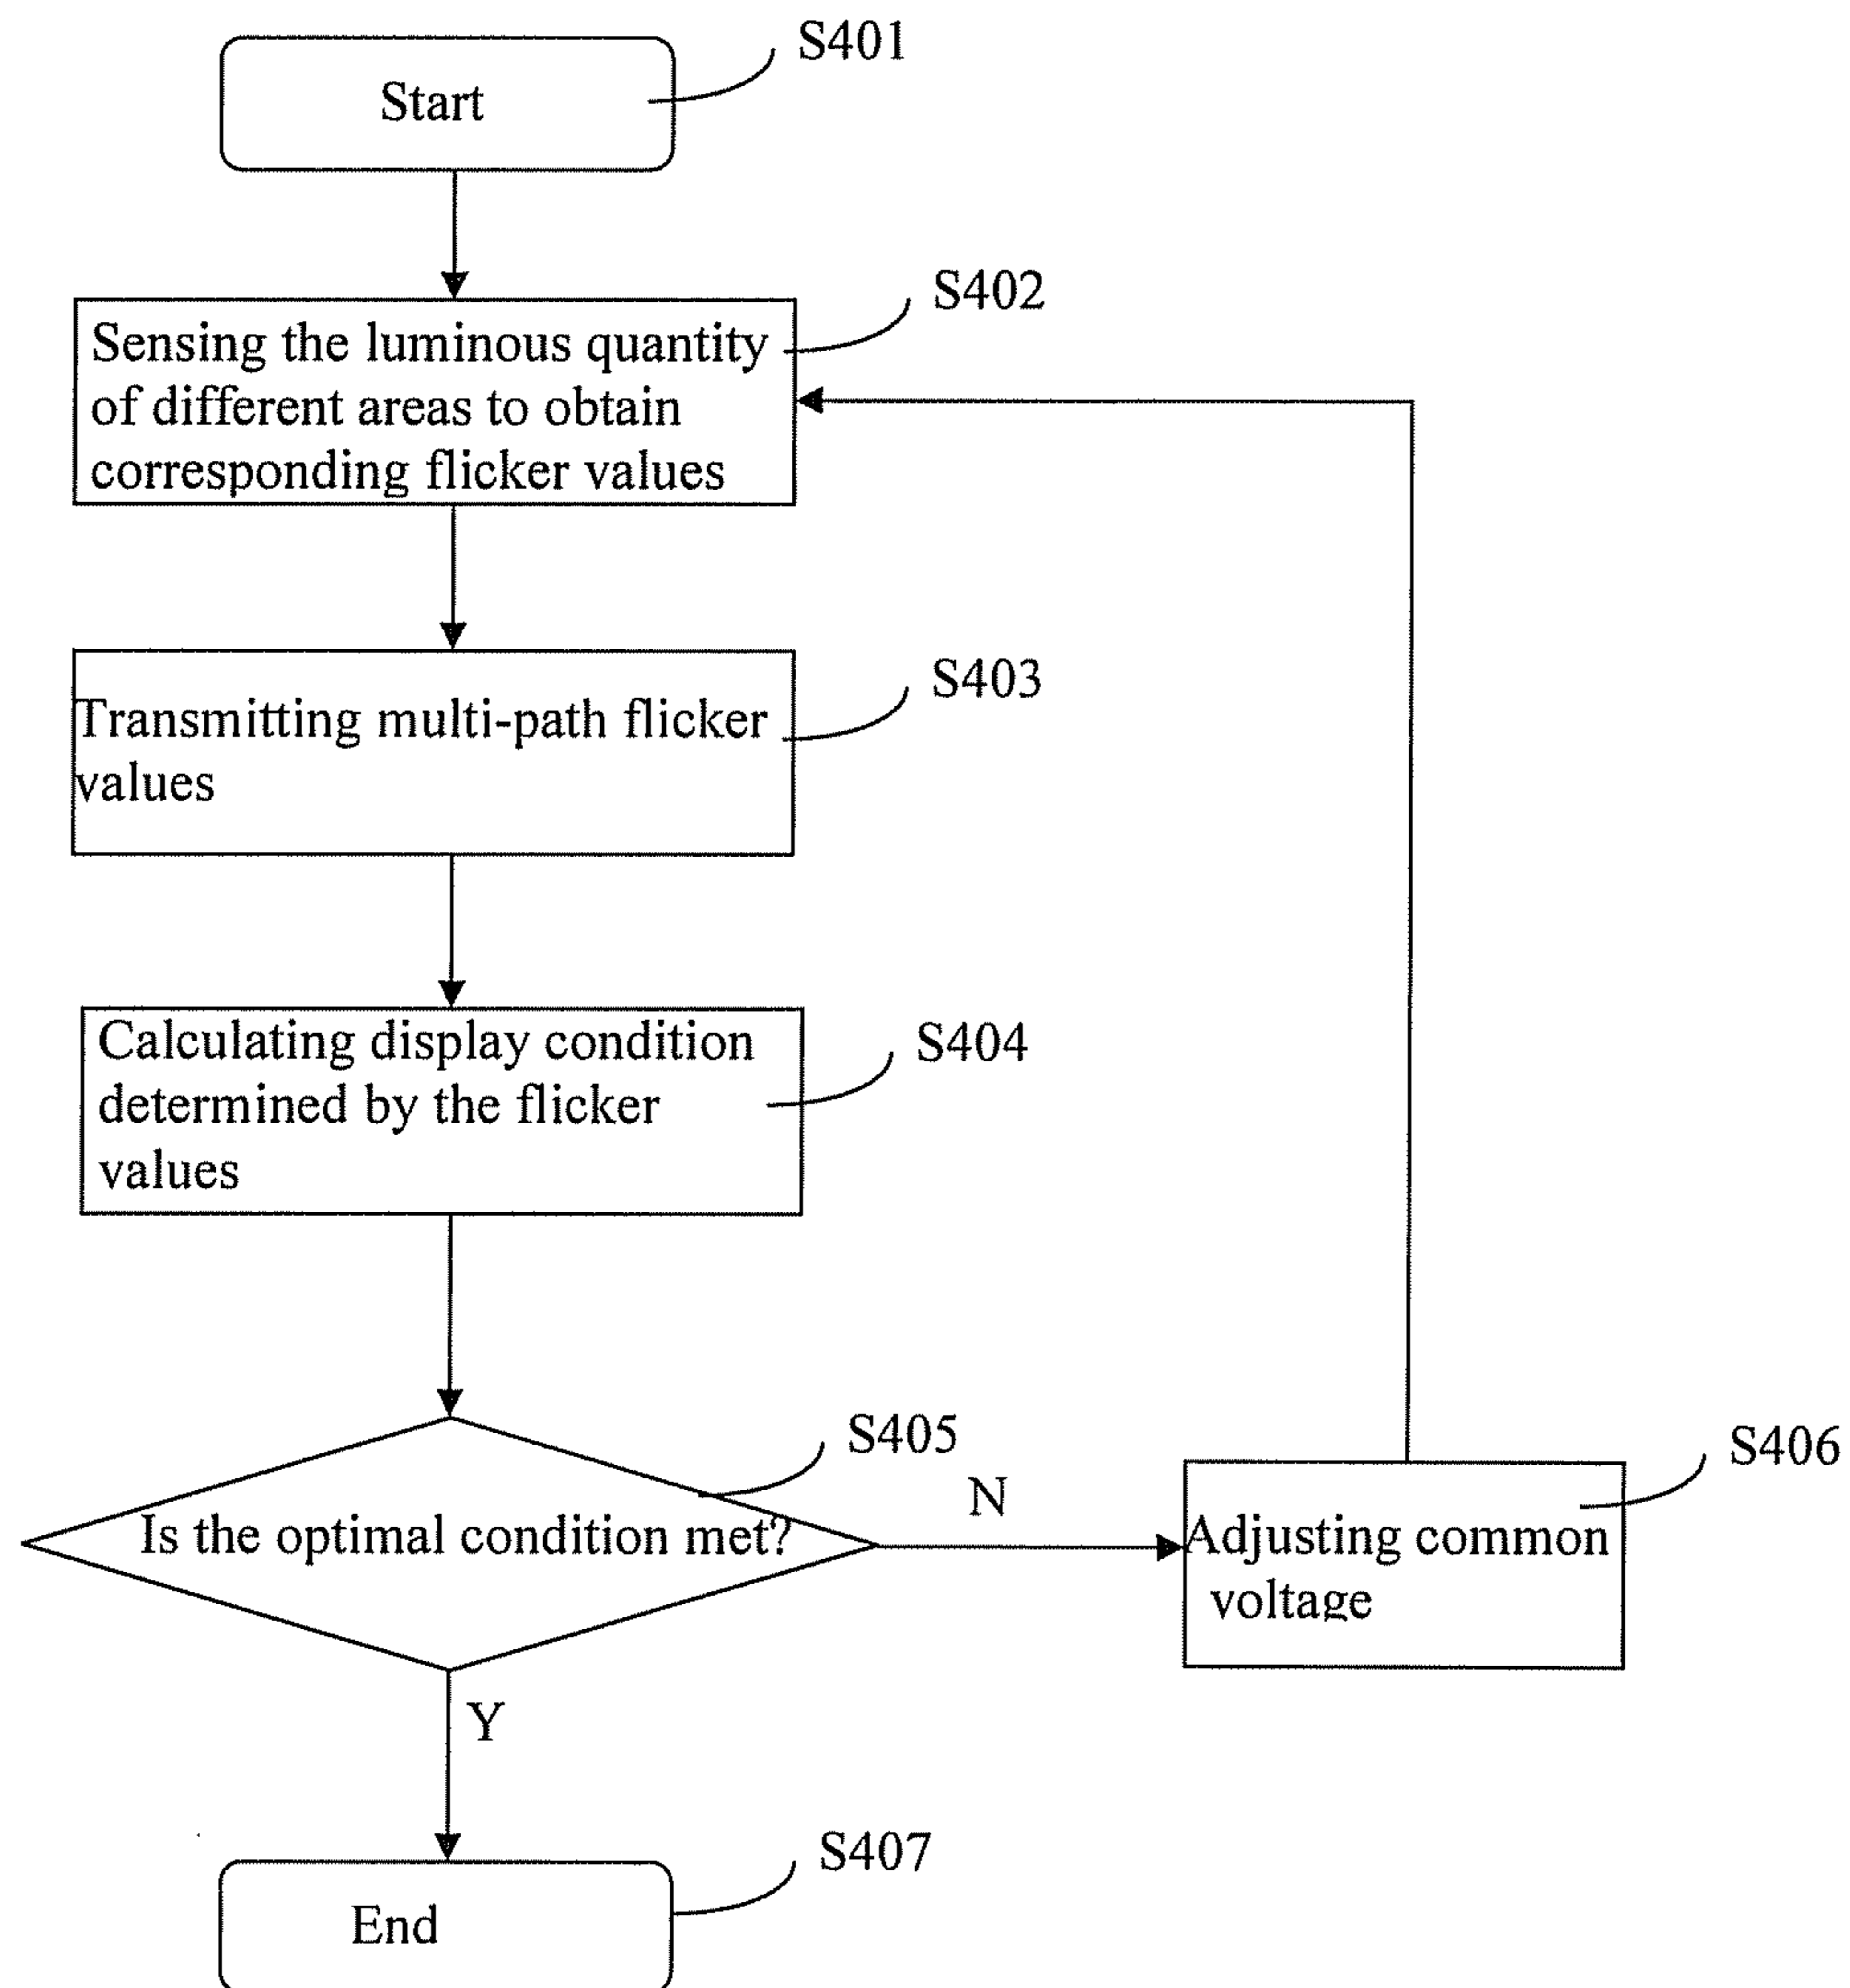 Start
S401
Sensing the luminous quantity
of different areas to obtain
corresponding flicker values
S402
Transmitting multi-path flicker
values
S403
Calculating display condition
determined by the flicker
values
S404
Is the optimal condition met?
S405
N
Adjusting common
voltage
S406
Y
End
S407